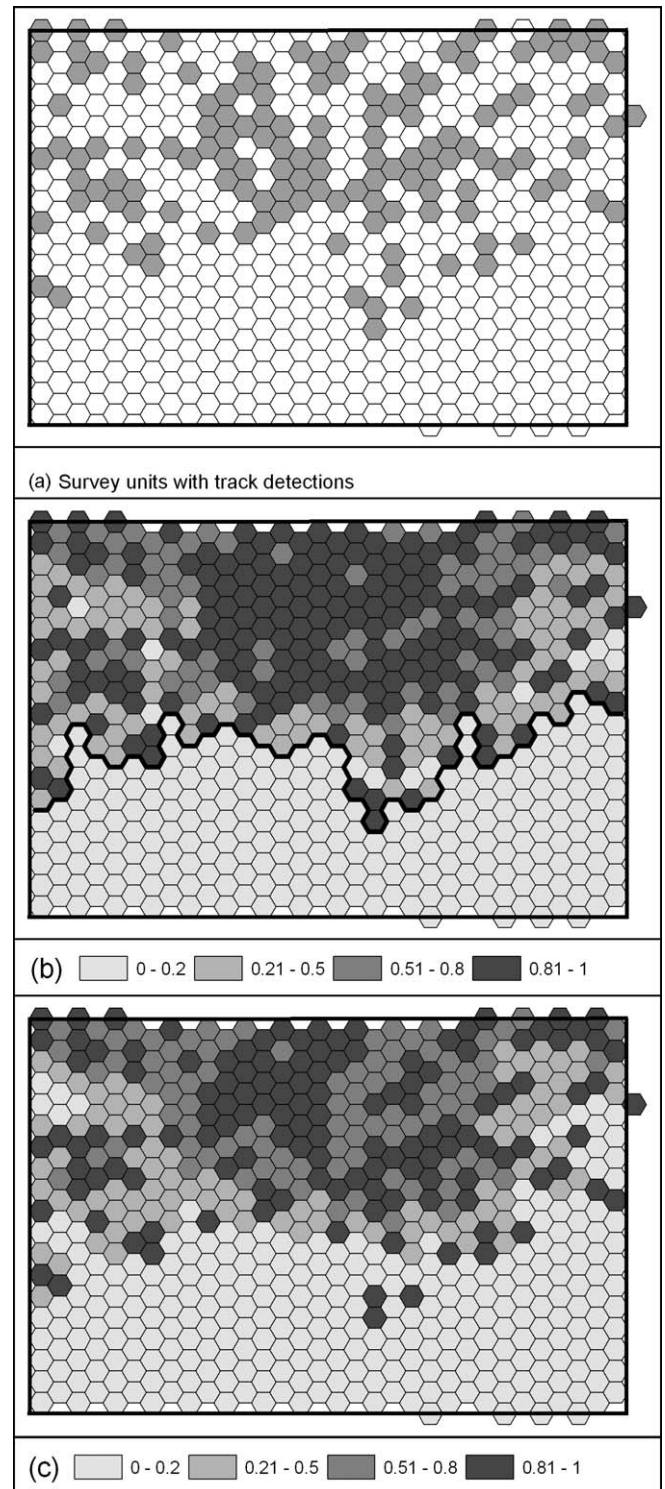 (a) Survey units with track detections
(b) 0 - 0.2 0.21 - 0.5 0.51 - 0.8 0.81 - 1
(c) 0 - 0.2 0.21 - 0.5 0.51 - 0.8 0.81 - 1